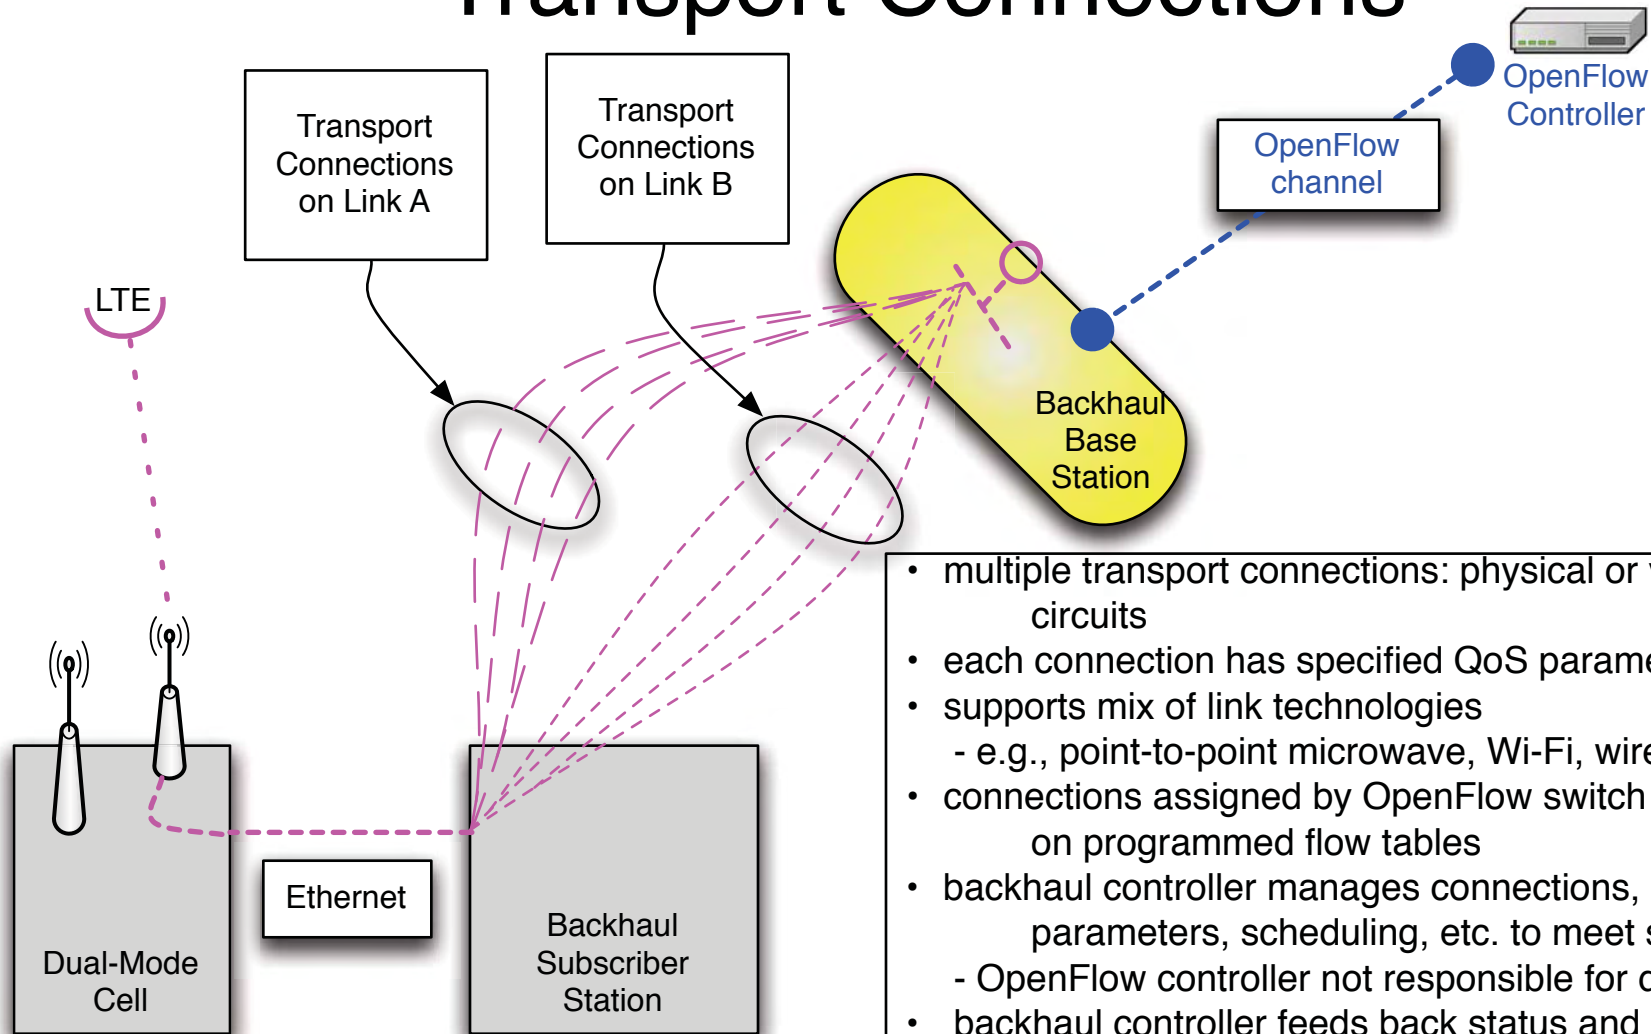 Transport Connections
OpenFlow
Controller
Transport
Connections
on Link A
Transport
Connections
on Link B
OpenFlow
channel
LTE
Backhaul
Base
Station
Ethernet
Dual-Mode
Cell
Backhaul
Subscriber
Station
• multiple transport connections: physical or
circuits
• each connection has specified QoS
• supports mix of link technologies
- e.g., point-to-point microwave, Wi-Fi,
• connections assigned by OpenFlow switch
on programmed flow tables
• backhaul controller manages connections,
parameters, scheduling, etc. to meet
- OpenFlow controller not responsible for
• backhaul controller feeds back status and